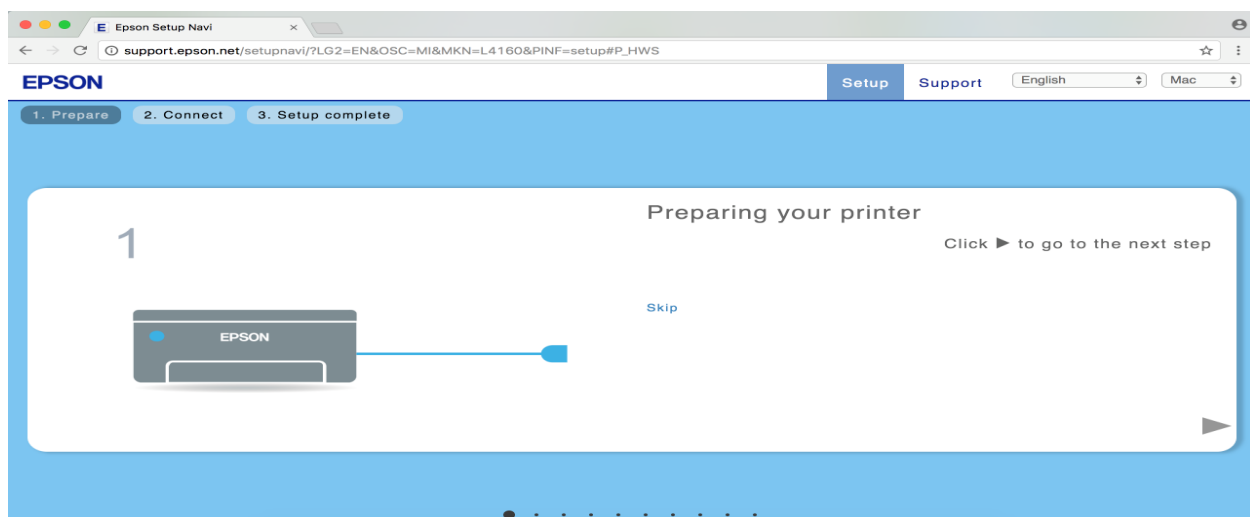 E Epson Setup Navi ×
support.epson.net/setupnavi/?LG2=EN&OSC=MI&MKN=L4160&PINF=setup#P_HWS
EPSON Setup Support English Mac
1. Prepare 2. Connect 3. Setup complete
Preparing your printer
1
Click ► to go to the next step
Skip
EPSON